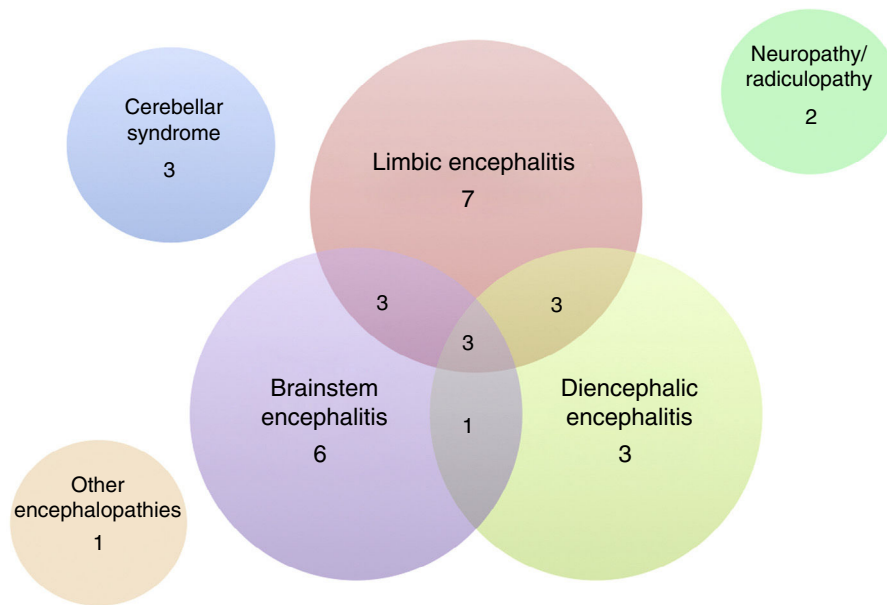 Neuropathy/
radiculopathy
2
Cerebellar
syndrome
3
Limbic encephalitis
7
3
3
3
Brainstem
encephalitis
6
Diencephalic
encephalitis
3
1
Other
encephalopathies
1